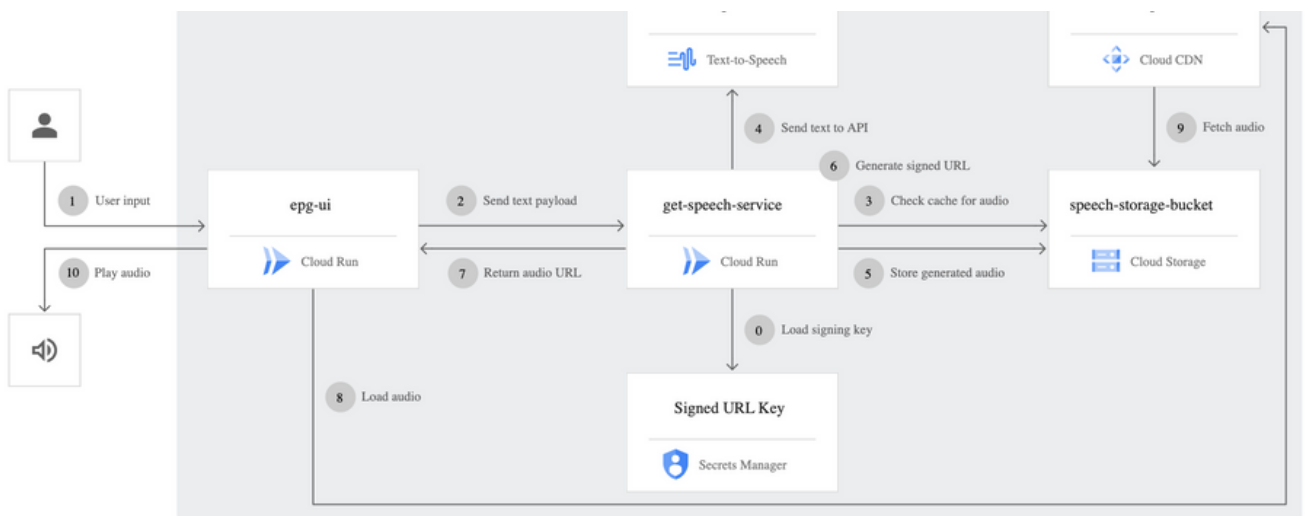 Text-to-Speech
Cloud CDN
4 Send text to API
9 Fetch audio
6 Generate signed URL
1 User input
epg-ui
2 Send text payload
get-speech-service
3 Check cache for audio
speech-storage-bucket
10 Play audio
Cloud Run
7 Return audio URL
Cloud Run
5 Store generated audio
Cloud Storage
0 Load signing key
8 Load audio
Signed URL Key
Secrets Manager